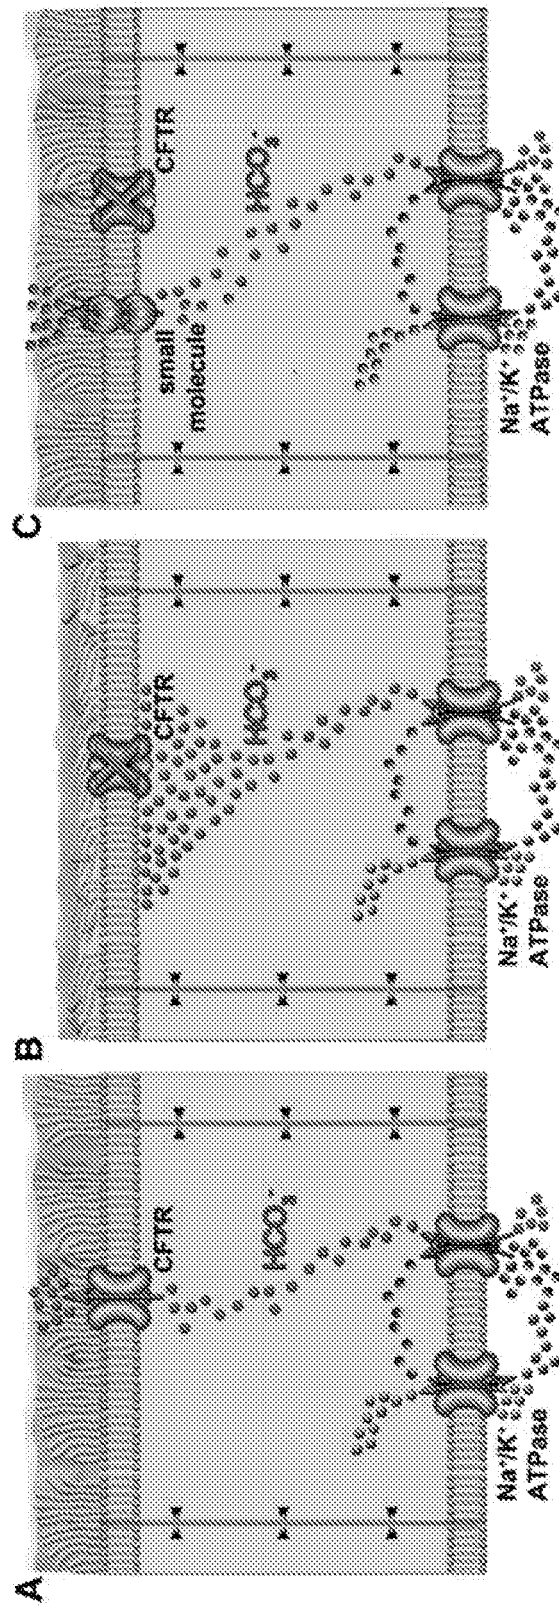 A
CFTR
HCO₃⁻
Na⁺/K⁺
ATPase
B
CFTR
HCO₃⁻
Na⁺/K⁺
ATPase
C
small
molecule
CFTR
HCO₃⁻
Na⁺/K⁺
ATPase